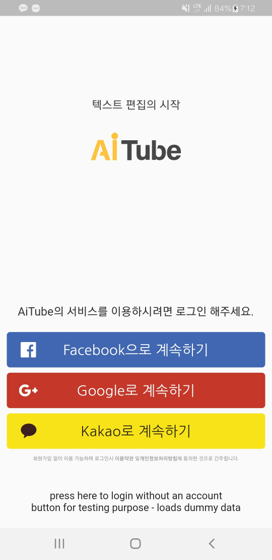 84% 7:12
텍스트 편집의 시작
AiTube
AiTube의 서비스를 이용하시려면 로그인 해주세요.
Facebook으로 계속하기
G+ Google로 계속하기
Kakao로 계속하기
회원가입 없이 이용 가능하며 로그인시 이용약관 및 개인정보처리방침에 동의한 것으로 간주됩니다.
press here to login without an account
button for testing purpose - loads dummy data